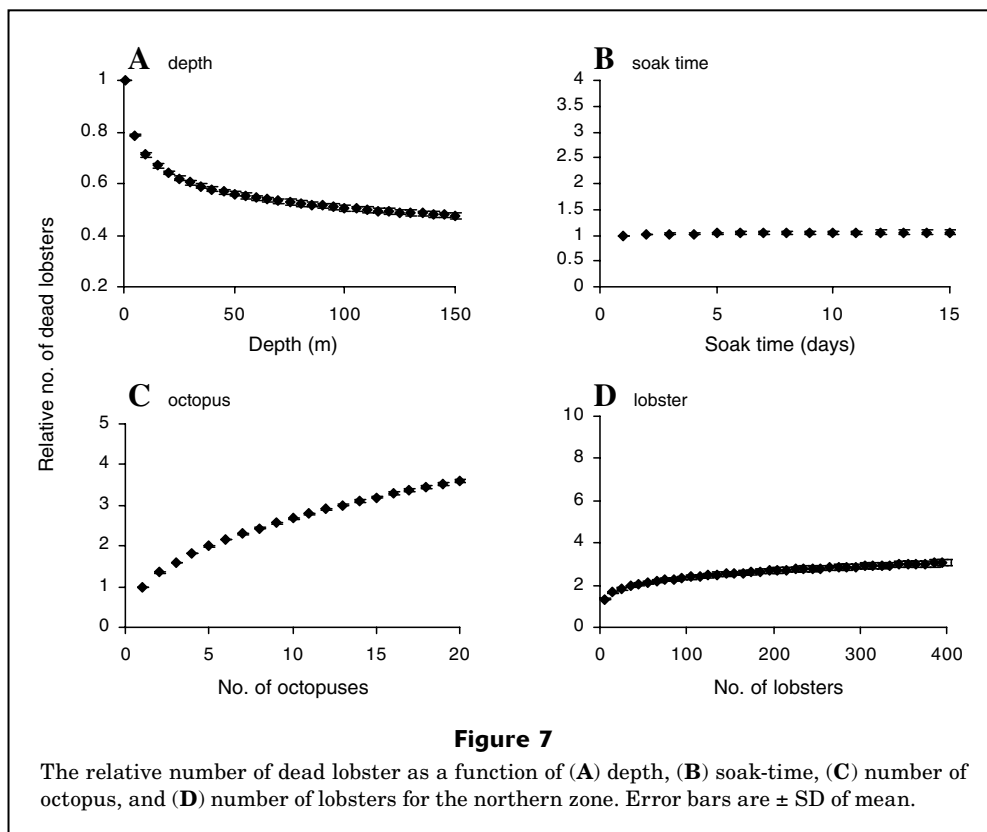 A depth
1
0.8
0.6
0.4
0.2
0 50 100 150
Depth (m)
B soak time
4
3.5
3
2.5
2
1.5
1
0.5
0
0 5 10 15
Soak time (days)
Relative no. of dead lobsters
C octopus
5
4
3
2
1
0
0 5 10 15 20
No. of octopuses
D lobster
10
8
6
4
2
0
0 100 200 300 400
No. of lobsters
Figure 7
The relative number of dead lobster as a function of (A) depth, (B) soak-time, (C) number of
octopus, and (D) number of lobsters for the northern zone. Error bars are ± SD of mean.